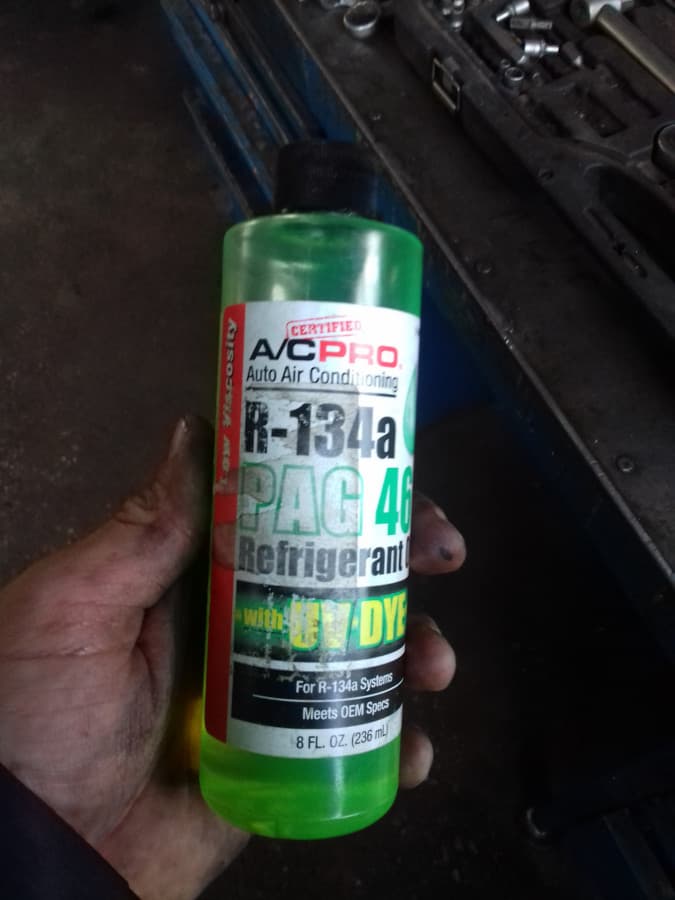 CERTIFIED
A/CPRO.
Auto Air Conditioning
Low Viscosity
R-134a
PAG 46
Refrigerant
with UV DYE
For R-134a Systems
Meets OEM Specs
8 FL. OZ. (236 mL)